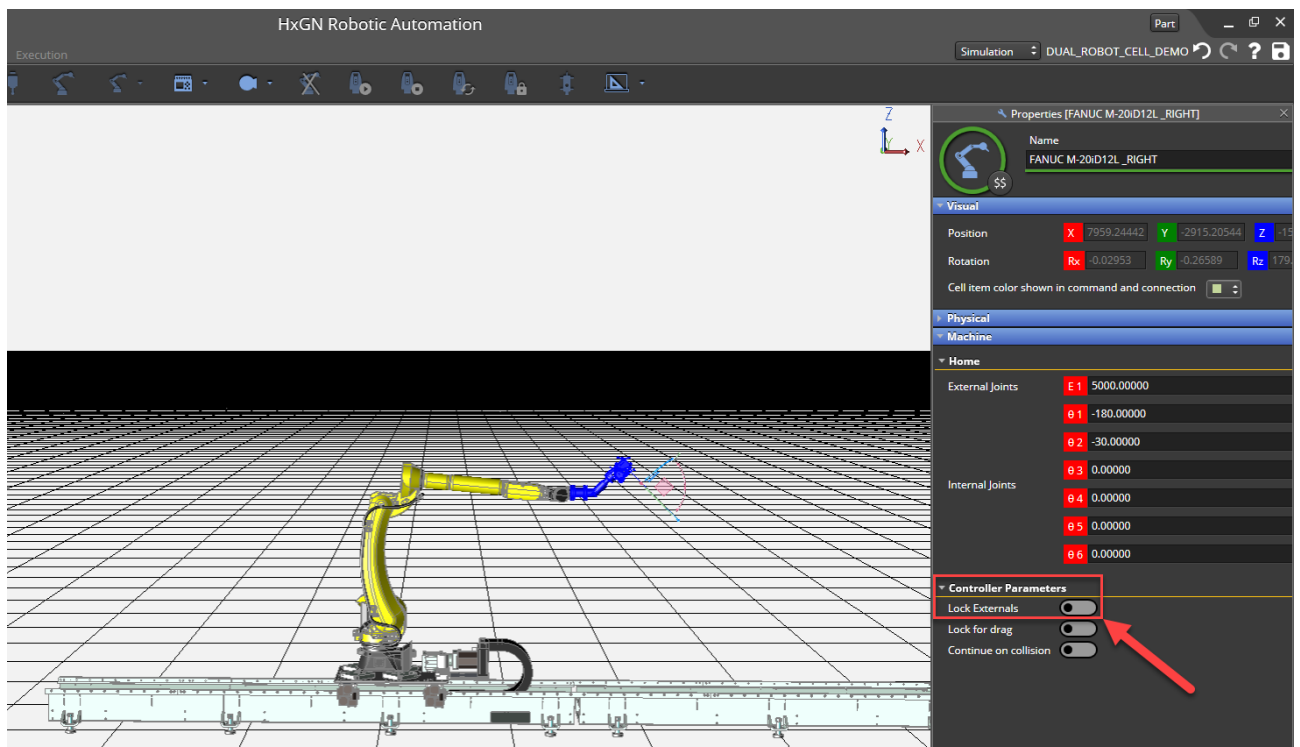 HxGN Robotic Automation
Part
Execution
Simulation DUAL_ROBOT_CELL_DEMO ?
Z
Y X
Properties [FANUC M-20iD12L _RIGHT]
Name
FANUC M-20iD12L _RIGHT
$$
Visual
Position X 7959.24442 Y -2915.20544 Z -15
Rotation Rx -0.02953 Ry -0.26589 Rz 179.
Cell item color shown in command and connection
Physical
Machine
Home
External Joints E 1 5000.00000
θ 1 -180.00000
θ 2 -30.00000
θ 3 0.00000
Internal Joints
θ 4 0.00000
θ 5 0.00000
θ 6 0.00000
Controller Parameters
Lock Externals
Lock for drag
Continue on collision